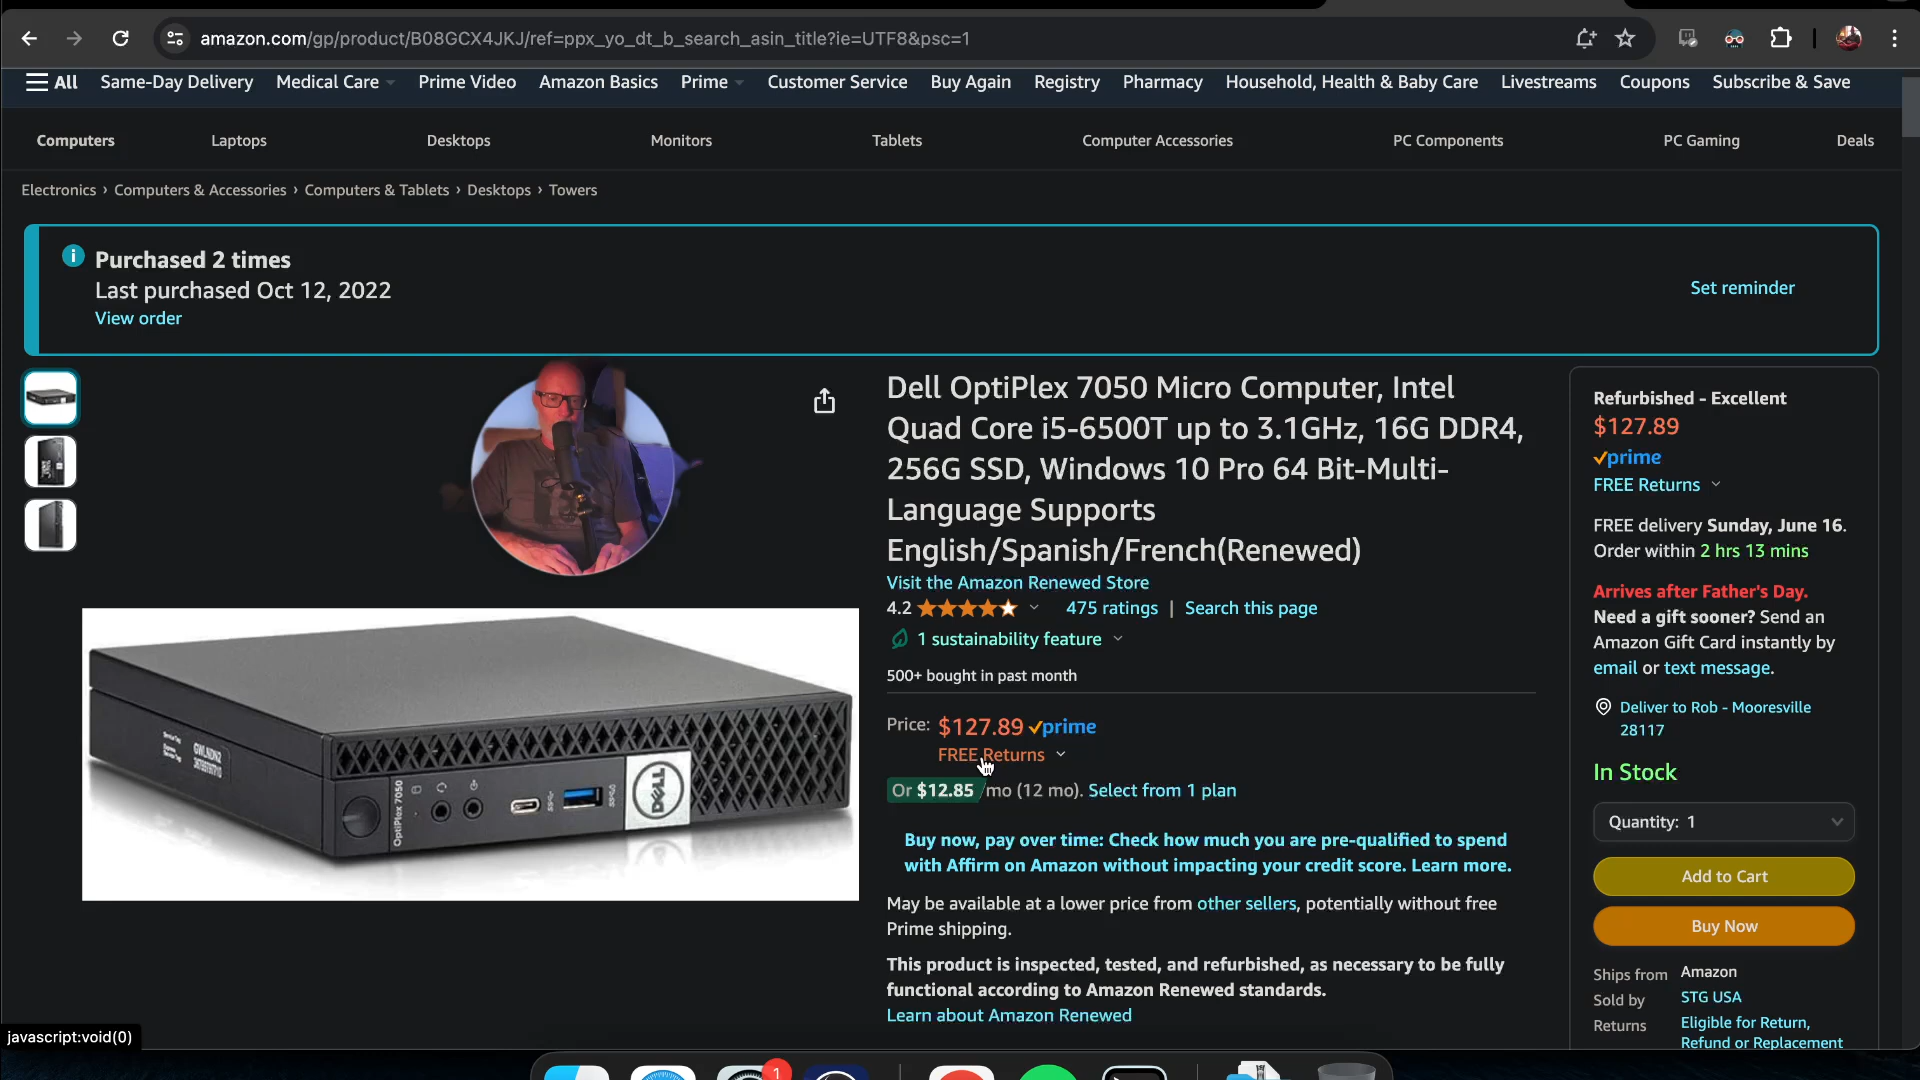 amazon.com/gp/product/B08GCX4JKJ/ref=ppx_yo_dt_b_search_asin_title?ie=UTF8&psc=1
All Same-Day Delivery Medical Care Prime Video Amazon Basics Prime Customer Service Buy Again Registry Pharmacy Household, Health & Baby Care Livestreams Coupons Subscribe & Save
Computers Laptops Desktops Monitors Tablets Computer Accessories PC Components PC Gaming Deals
Electronics › Computers & Accessories › Computers & Tablets › Desktops › Towers
Purchased 2 times
Last purchased Oct 12, 2022
View order
Set reminder
Dell OptiPlex 7050 Micro Computer, Intel
Quad Core i5-6500T up to 3.1GHz, 16G DDR4,
256G SSD, Windows 10 Pro 64 Bit-Multi-
Language Supports
English/Spanish/French(Renewed)
Visit the Amazon Renewed Store
4.2 475 ratings | Search this page
1 sustainability feature
500+ bought in past month
Price: $127.89 prime
FREE Returns
Or $12.85 /mo (12 mo). Select from 1 plan
Buy now, pay over time: Check how much you are pre-qualified to spend
with Affirm on Amazon without impacting your credit score. Learn more.
May be available at a lower price from other sellers, potentially without free
Prime shipping.
This product is inspected, tested, and refurbished, as necessary to be fully
functional according to Amazon Renewed standards.
Learn about Amazon Renewed
OptiPlex 7050
DELL
Refurbished - Excellent
$127.89
prime
FREE Returns
FREE delivery Sunday, June 16.
Order within 2 hrs 13 mins
Arrives after Father's Day.
Need a gift sooner? Send an
Amazon Gift Card instantly by
email or text message.
Deliver to Rob - Mooresville
28117
In Stock
Quantity: 1
Add to Cart
Buy Now
Ships from Amazon
Sold by STG USA
Returns Eligible for Return,
Refund or Replacement
javascript:void(0)
1